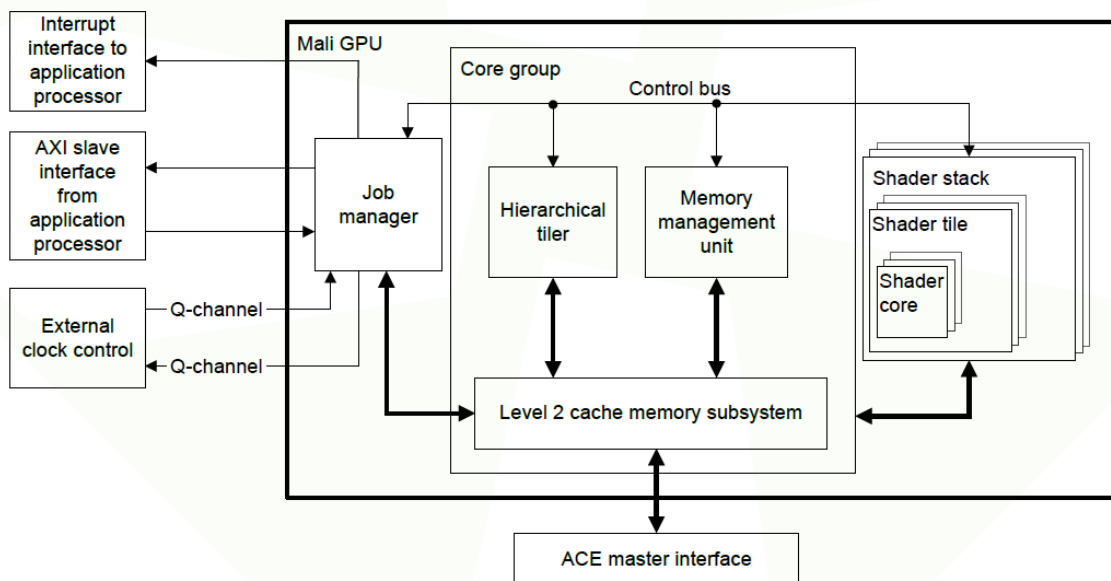 Interrupt
interface to
application
processor
AXI slave
interface
from
application
processor
External
clock control
Q-channel
Q-channel
Mali GPU
Job
manager
Core group
Control bus
Hierarchical
tiler
Memory
management
unit
Level 2 cache memory subsystem
Shader stack
Shader tile
Shader
core
ACE master interface